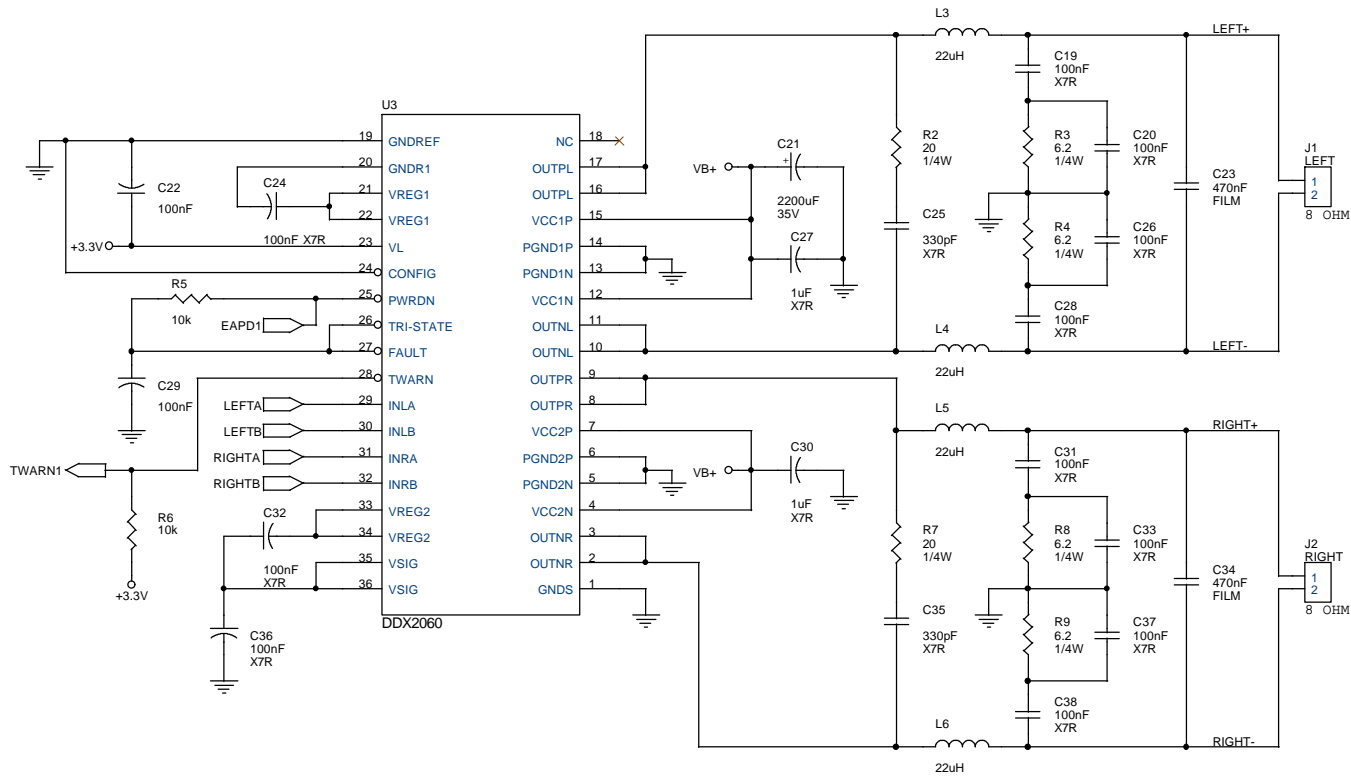 U3
DDX2060
19 GNDREF
20 GNDR1
21 VREG1
22 VREG1
23 VL
24 CONFIG
25 PWRDN
26 TRI-STATE
27 FAULT
28 TWARN
29 INLA
30 INLB
31 INRA
32 INRB
33 VREG2
34 VREG2
35 VSIG
36 VSIG
NC 18
OUTPL 17
OUTPL 16
VCC1P 15
PGND1P 14
PGND1N 13
VCC1N 12
OUTNL 11
OUTNL 10
OUTPR 9
OUTPR 8
VCC2P 7
PGND2P 6
PGND2N 5
VCC2N 4
OUTNR 3
OUTNR 2
GNDS 1
C22
100nF
C24
100nF X7R
+3.3V
R5
10k
EAPD1
C29
100nF
LEFTA
LEFTB
RIGHTA
RIGHTB
TWARN1
R6
10k
+3.3V
C32
100nF
X7R
C36
100nF
X7R
VB+
C21
+
2200uF
35V
C27
1uF
X7R
VB+
C30
1uF
X7R
L3
22uH
R2
20
1/4W
C25
330pF
X7R
L4
22uH
C19
100nF
X7R
R3
6.2
1/4W
C20
100nF
X7R
R4
6.2
1/4W
C26
100nF
X7R
C28
100nF
X7R
C23
470nF
FILM
LEFT+
LEFT-
J1
LEFT
1
2
8 OHM
L5
22uH
R7
20
1/4W
C35
330pF
X7R
L6
22uH
C31
100nF
X7R
R8
6.2
1/4W
C33
100nF
X7R
R9
6.2
1/4W
C37
100nF
X7R
C38
100nF
X7R
C34
470nF
FILM
RIGHT+
RIGHT-
J2
RIGHT
1
2
8 OHM